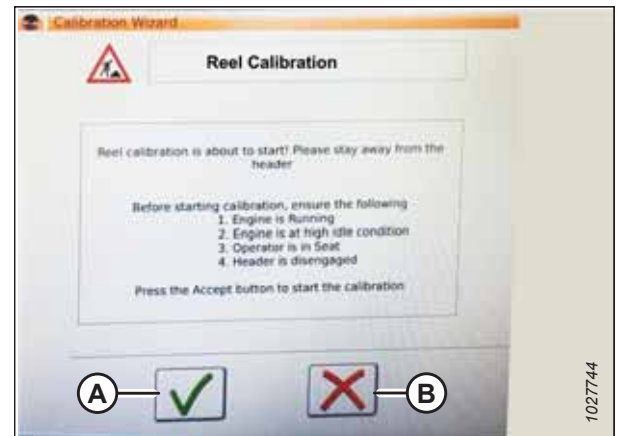 Calibration Wizard
Reel Calibration
Reel calibration is about to start! Please stay away from the
header
Before starting calibration, ensure the following
1. Engine is Running
2. Engine is at high idle condition
3. Operator is in Seat
4. Header is disengaged
Press the Accept button to start the calibration
A
B
1027744